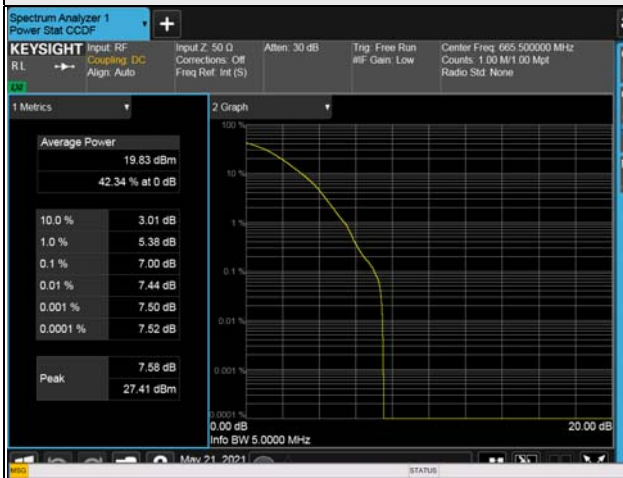 Spectrum Analyzer 1
Power Stat CCDF
KEYSIGHT
RL
Input: RF
Coupling: DC
Align: Auto
Input Z: 50 Ω
Corrections: Off
Freq Ref: Int (S)
Atten: 30 dB
Trig: Free Run
#IF Gain: Low
Center Freq: 665.500000 MHz
Counts: 1.00 M/1.00 Mpt
Radio Std: None
1 Metrics
Average Power
19.83 dBm
42.34 % at 0 dB
10.0 % 3.01 dB
1.0 % 5.38 dB
0.1 % 7.00 dB
0.01 % 7.44 dB
0.001 % 7.50 dB
0.0001 % 7.52 dB
Peak
7.58 dB
27.41 dBm
2 Graph
100 %
10 %
1 %
0.1 %
0.01 %
0.001 %
0.0001 %
0.00 dB 20.00 dB
Info BW 5.0000 MHz
May 21, 2021
MSG STATUS